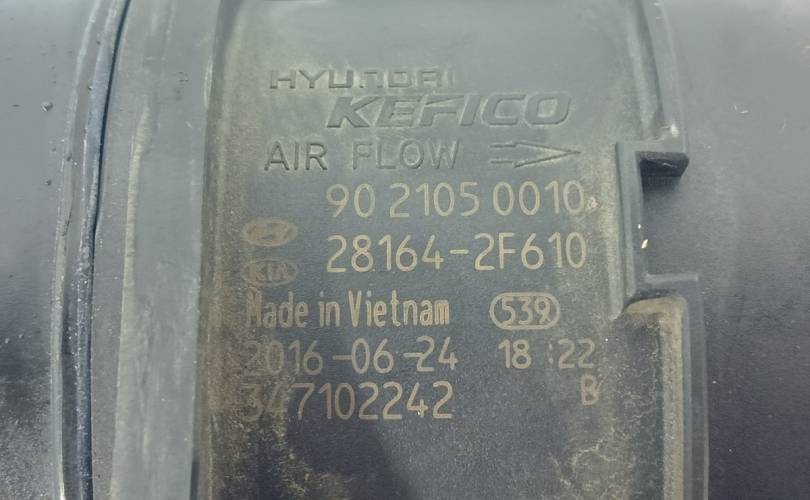 HYUNDAI
KEFICO
AIR FLOW
90 2105 0010
28164-2F610
KIA
Made in Vietnam 539
2016-06-24 18:22
347102242 B